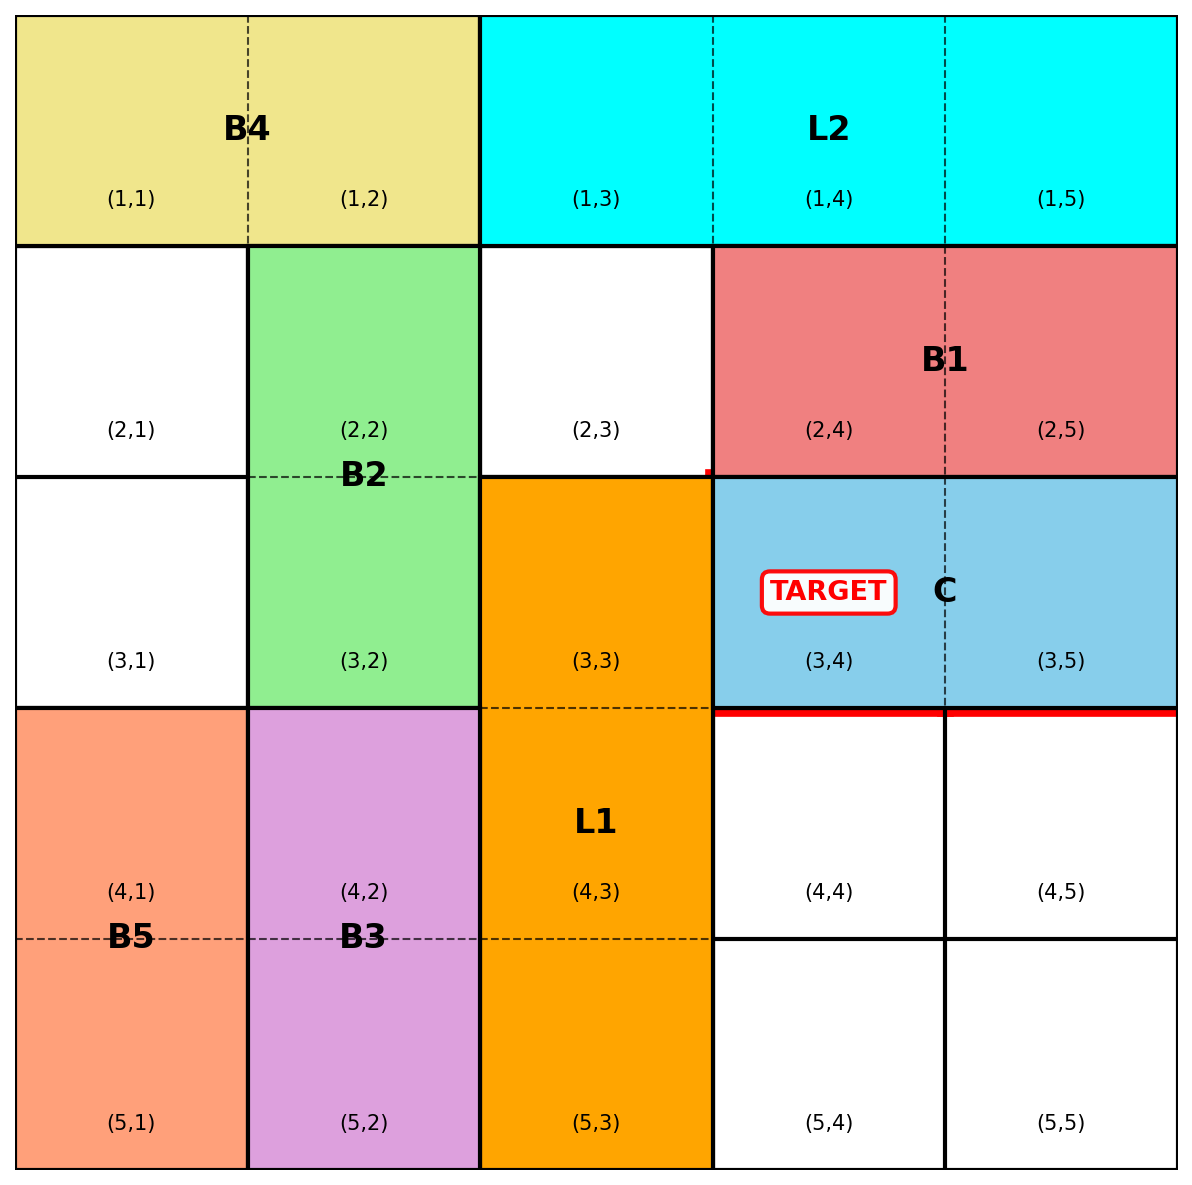 B4 L2
(1,1) (1,2) (1,3) (1,4) (1,5)
B1
(2,1) (2,2) (2,3) (2,4) (2,5)
B2
TARGET C
(3,1) (3,2) (3,3) (3,4) (3,5)
L1
(4,1) (4,2) (4,3) (4,4) (4,5)
B5 B3
(5,1) (5,2) (5,3) (5,4) (5,5)